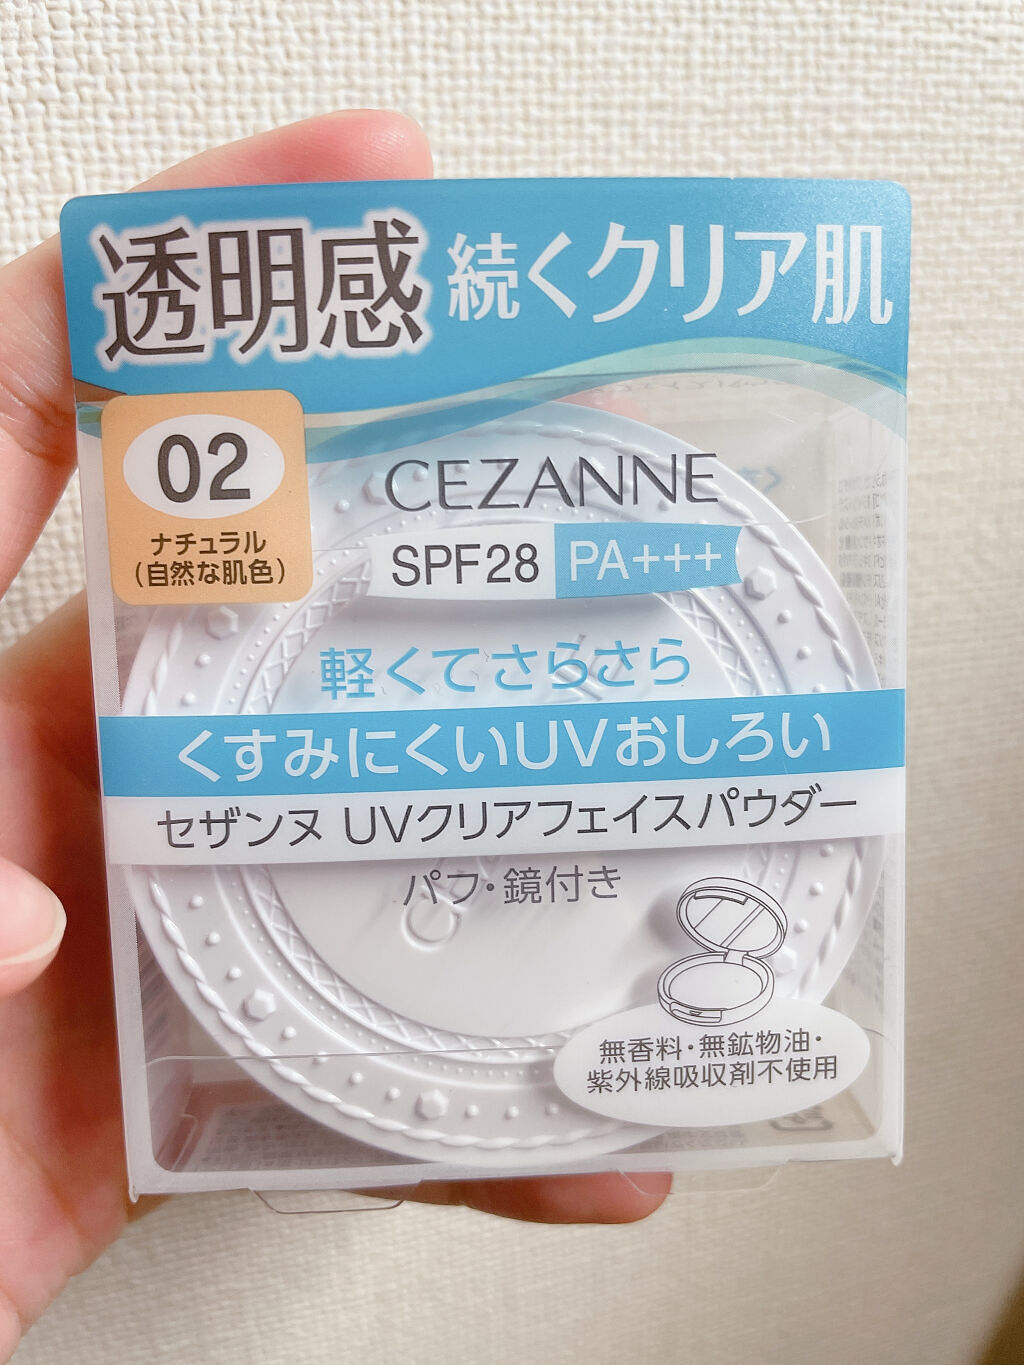 透明感 続くクリア肌
02
ナチュラル
(自然な肌色)
CEZANNE
SPF28 PA+++
軽くてさらさら
くすみにくいUVおしろい
セザンヌ UVクリアフェイスパウダー
パフ・鏡付き
無香料・無鉱物油・
紫外線吸収剤不使用